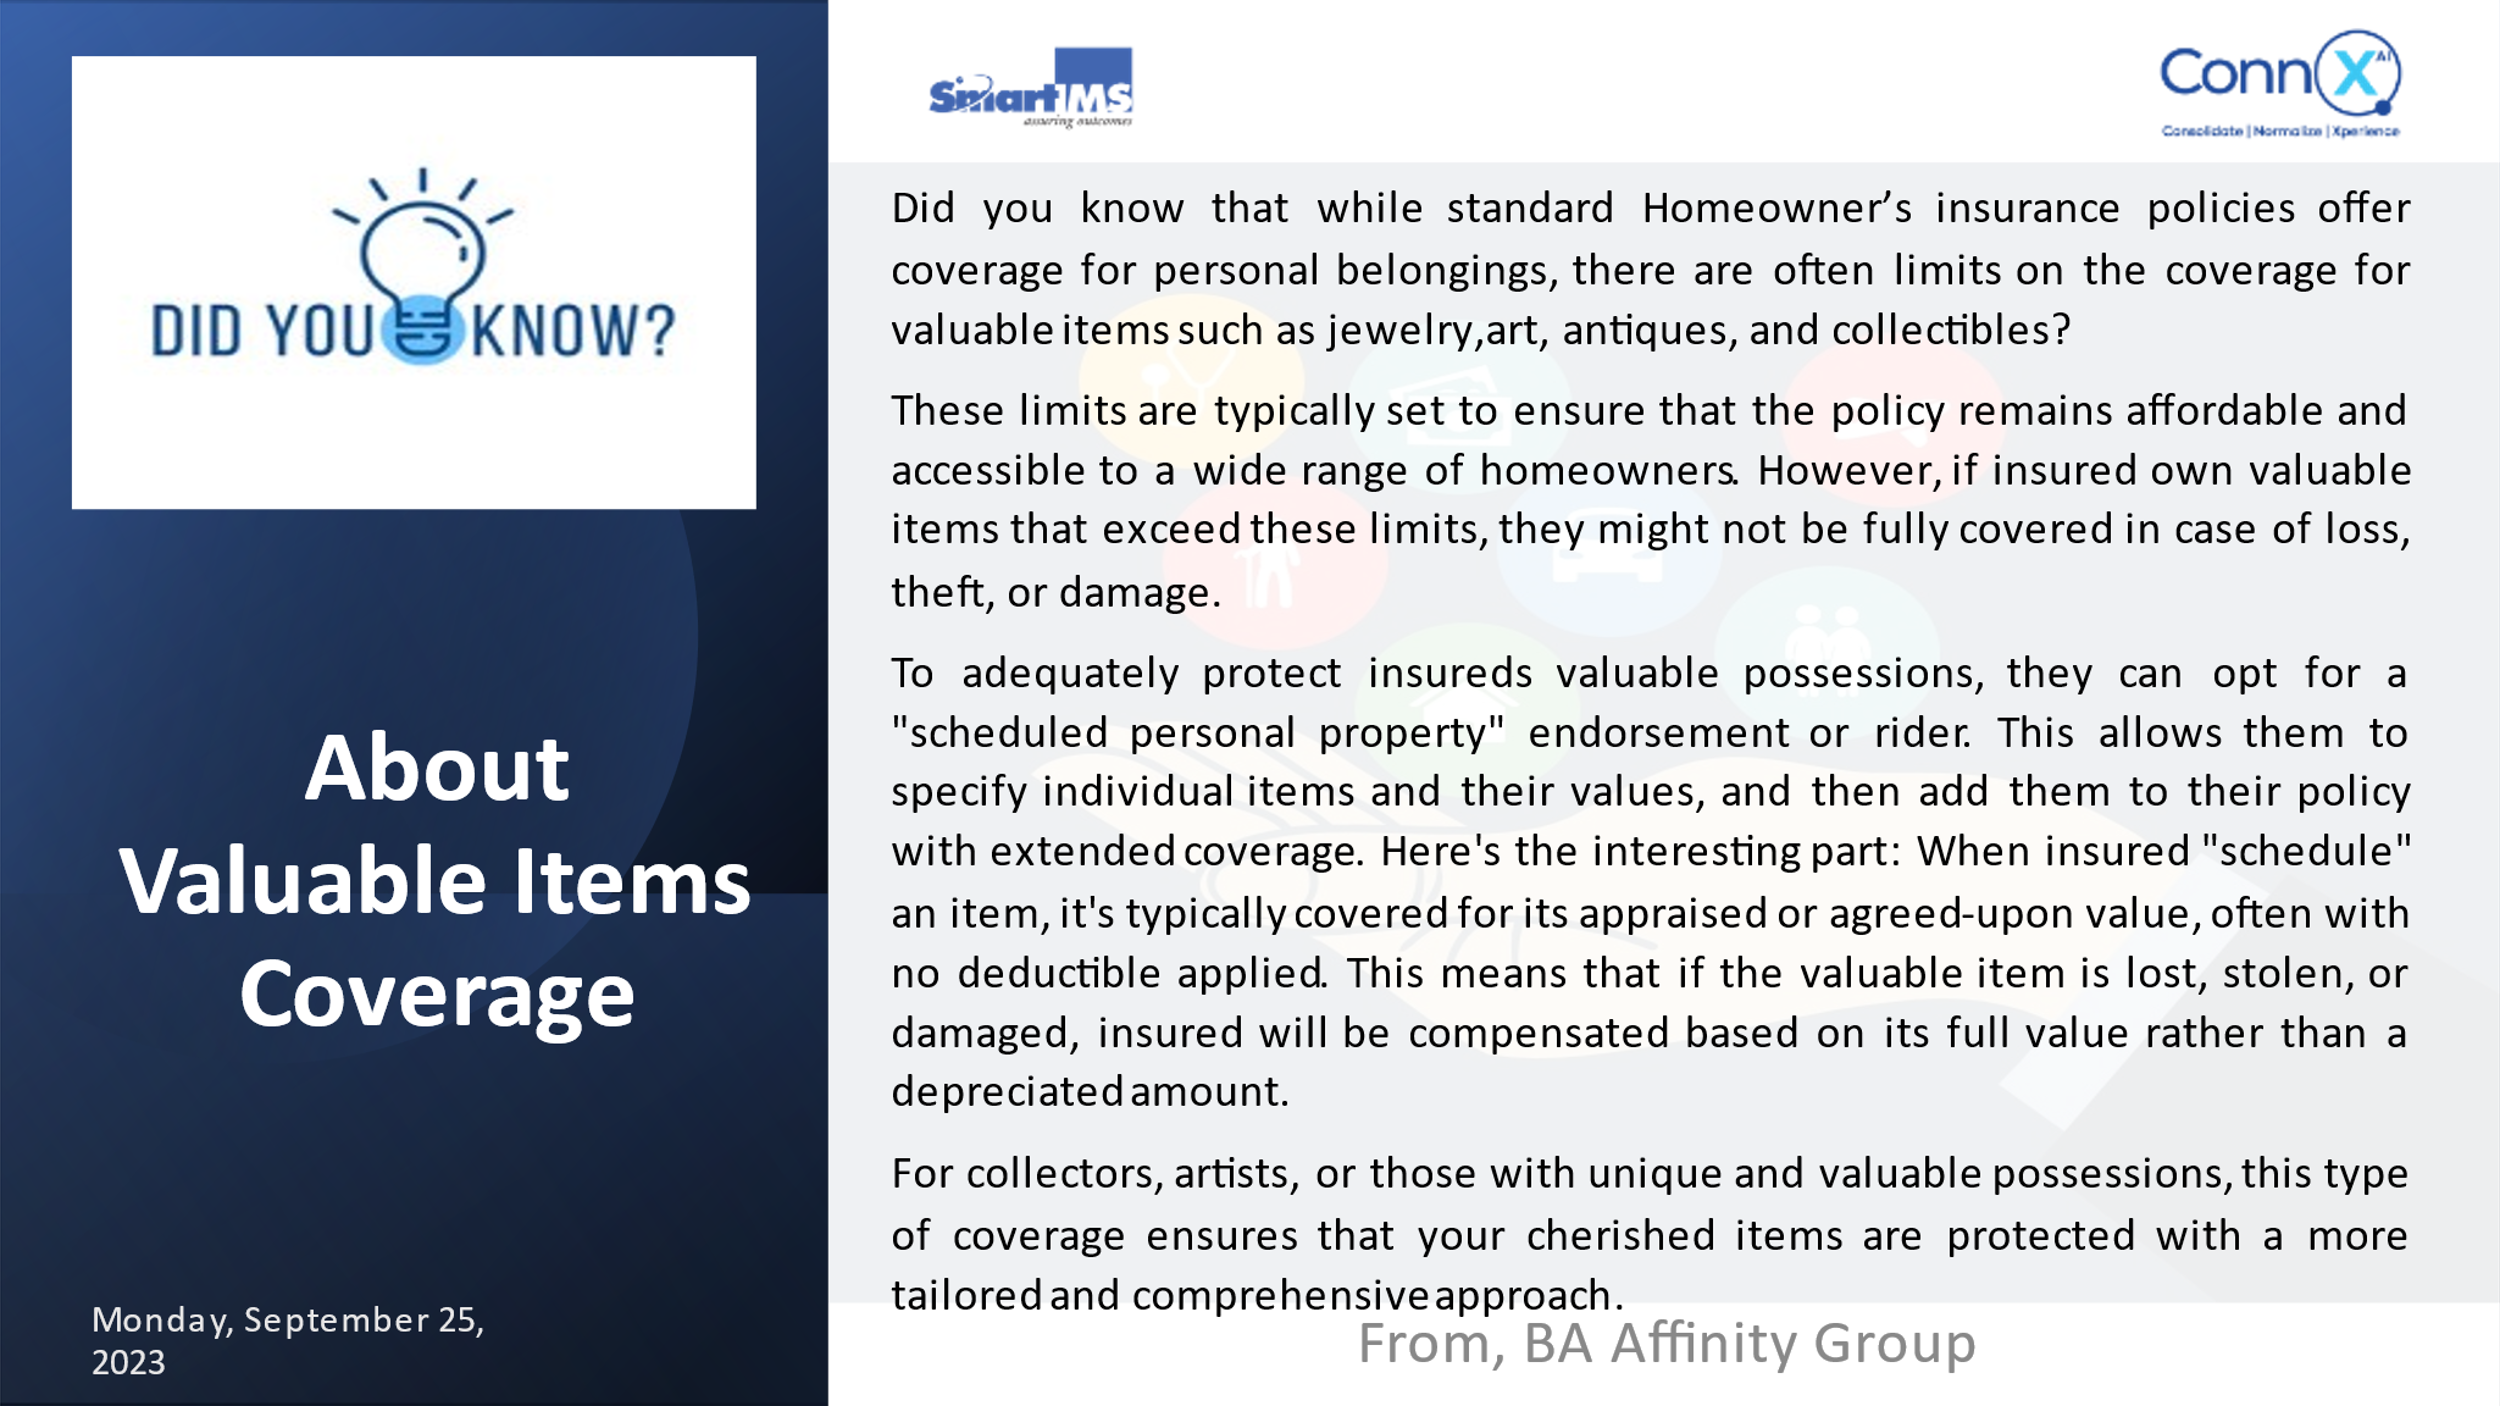 DID YOU KNOW?
About
Valuable Items
Coverage
Monday, September 25,
2023
SmartIMS
assuring outcomes
ConnX AI
Consolidate | Normalize | Xperience
Did you know that while standard Homeowner’s insurance policies offer
coverage for personal belongings, there are often limits on the coverage for
valuable items such as jewelry,art, antiques, and collectibles?
These limits are typically set to ensure that the policy remains affordable and
accessible to a wide range of homeowners. However, if insured own valuable
items that exceed these limits, they might not be fully covered in case of loss,
theft, or damage.
To adequately protect insureds valuable possessions, they can opt for a
"scheduled personal property" endorsement or rider. This allows them to
specify individual items and their values, and then add them to their policy
with extended coverage. Here's the interesting part: When insured "schedule"
an item, it's typically covered for its appraised or agreed-upon value, often with
no deductible applied. This means that if the valuable item is lost, stolen, or
damaged, insured will be compensated based on its full value rather than a
depreciated amount.
For collectors, artists, or those with unique and valuable possessions, this type
of coverage ensures that your cherished items are protected with a more
tailored and comprehensive approach.
From, BA Affinity Group